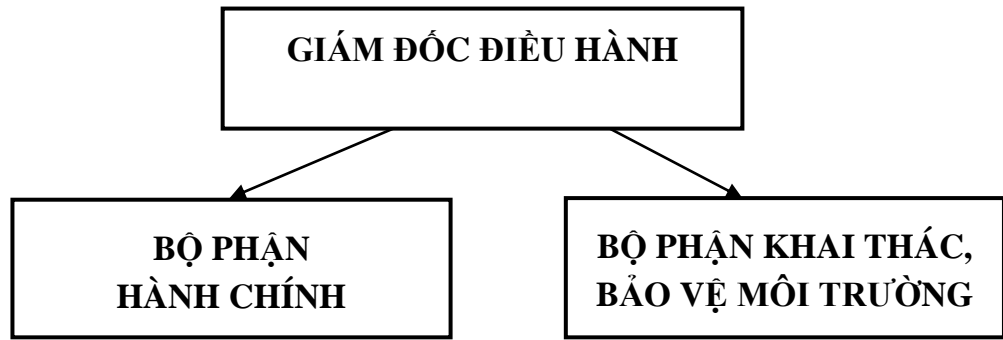 GIÁM ĐỐC ĐIỀU HÀNH
BỘ PHẬN
HÀNH CHÍNH
BỘ PHẬN KHAI THÁC,
BẢO VỆ MÔI TRƯỜNG